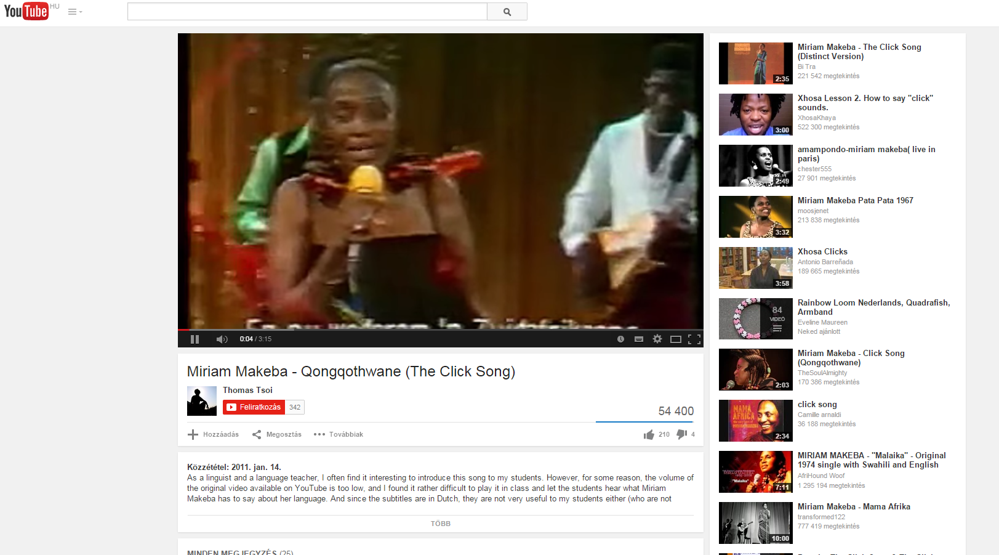 YouTube HU
0:04 / 3:15
Miriam Makeba - Qongqothwane (The Click Song)
Thomas Tsoi
Feliratkozás 342
54 400
Hozzáadás Megosztás Továbbiak 210 4
Közzététel: 2011. jan. 14.
As a linguist and a language teacher, I often find it interesting to introduce this song to my students. However, for some reason, the volume of
the original video available on YouTube is too low, and I found it rather difficult to play it in class and let the students hear what Miriam
Makeba has to say about her language. And since the subtitles are in Dutch, they are not very useful to my students either (who are not
TÖBB
MINDEN MEGJEGYZÉS (25)
MIRIAM
MAKEBA
2:35
Miriam Makeba - The Click Song
(Distinct Version)
Bi Tra
221 542 megtekintés
3:00
Xhosa Lesson 2. How to say "click"
sounds.
XhosaKhaya
522 300 megtekintés
2:49
amampondo-miriam makeba( live in
paris)
chester555
27 901 megtekintés
3:32
Miriam Makeba Pata Pata 1967
moosjenet
213 838 megtekintés
3:58
Xhosa Clicks
Antonio Barreñada
189 665 megtekintés
84
VIDEÓ
Rainbow Loom Nederlands, Quadrafish,
Armband
Eveline Maureen
Neked ajánlott
2:03
Miriam Makeba - Click Song
(Qongqothwane)
TheSoulAlmighty
170 386 megtekintés
MAMA
AFRICA
MIRIAM MAKEBA
2:34
click song
Camille arnaldi
36 188 megtekintés
MIRIAM MAKEBA
"Malaika"
7:11
MIRIAM MAKEBA - "Malaika" - Original
1974 single with Swahili and English
AfriHound Woof
1 295 194 megtekintés
10:00
Miriam Makeba - Mama Afrika
transformed122
777 419 megtekintés